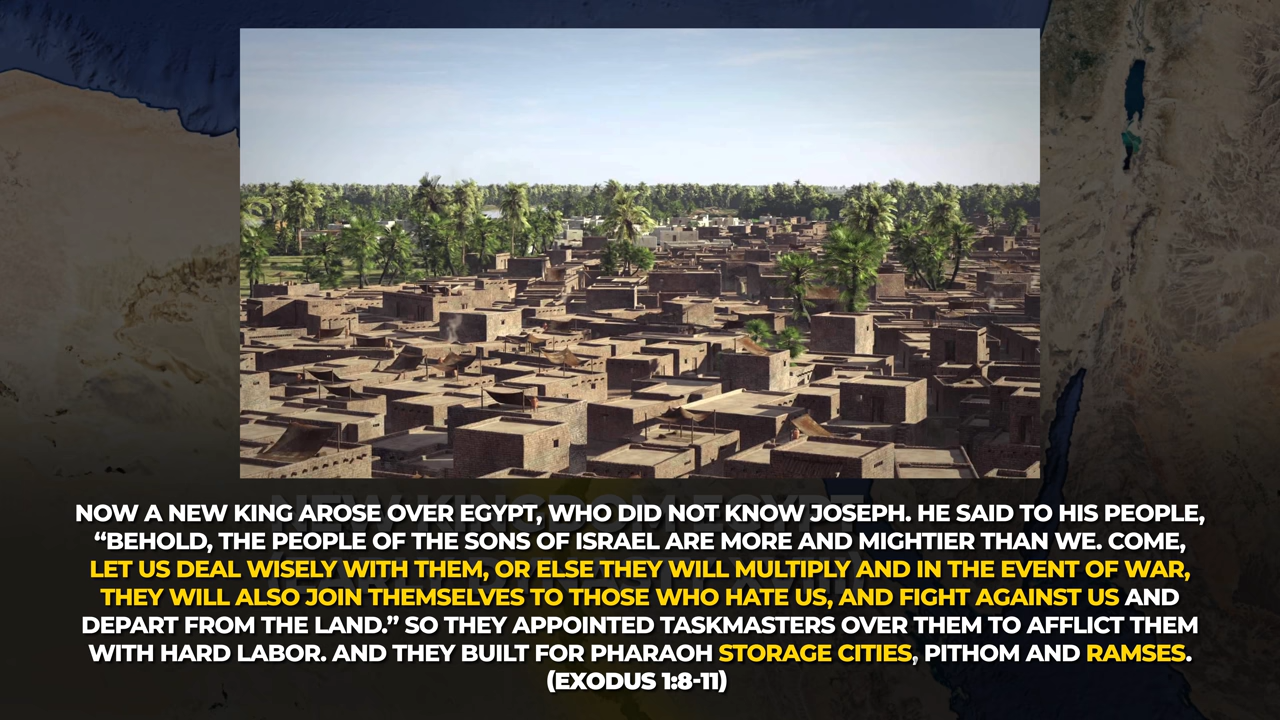 NEW KINGDOM EGYPT
NOW A NEW KING AROSE OVER EGYPT, WHO DID NOT KNOW JOSEPH. HE SAID TO HIS PEOPLE,
“BEHOLD, THE PEOPLE OF THE SONS OF ISRAEL ARE MORE AND MIGHTIER THAN WE. COME,
LET US DEAL WISELY WITH THEM, OR ELSE THEY WILL MULTIPLY AND IN THE EVENT OF WAR,
THEY WILL ALSO JOIN THEMSELVES TO THOSE WHO HATE US, AND FIGHT AGAINST US AND
DEPART FROM THE LAND.” SO THEY APPOINTED TASKMASTERS OVER THEM TO AFFLICT THEM
WITH HARD LABOR. AND THEY BUILT FOR PHARAOH STORAGE CITIES, PITHOM AND RAMSES.
(EXODUS 1:8-11)